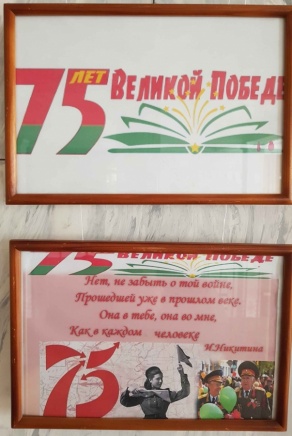 75 ЛЕТ ВЕЛИКОЙ ПОБЕДЕ
ВЕЛИКОЙ ПОБЕДЕ
Нет, не забыть о той войне,
Прошедшей уже в прошлом веке.
Она в тебе, она во мне,
Как в каждом человеке
М.Никитина
75